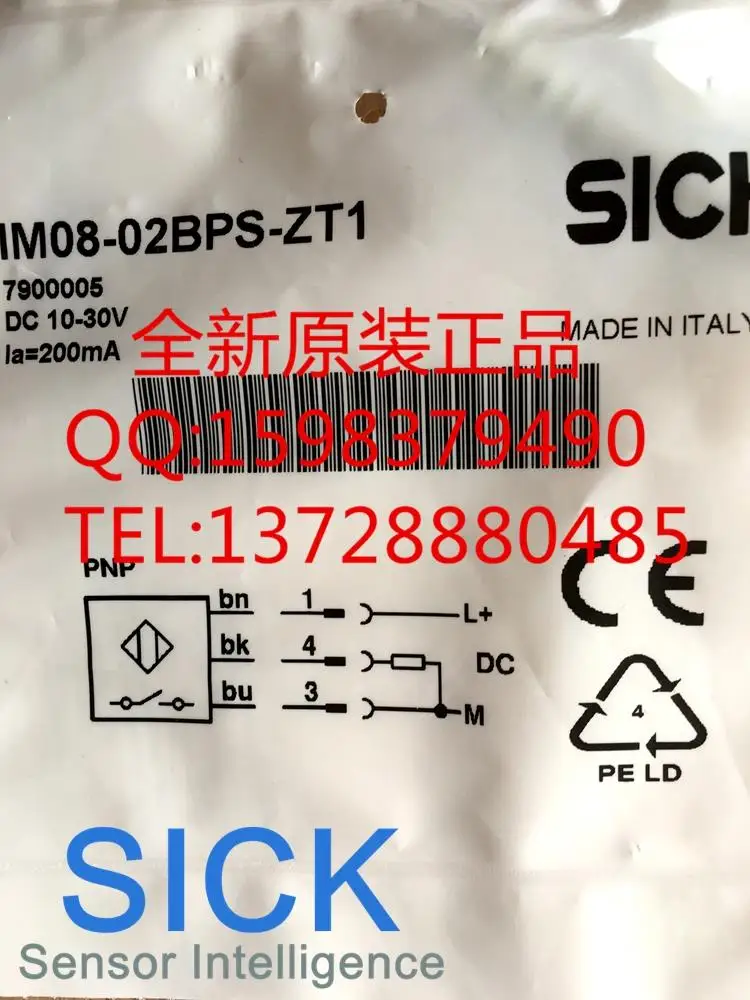 SICK
IM08-02BPS-ZT1
7900005
DC 10-30V
Ia=200mA
全新原装正品
MADE IN ITALY
QQ:1598379490
TEL:13728880485
PNP
bn 1 L+
bk 4 DC
bu 3 M
CE
4
PE LD
SICK
Sensor Intelligence